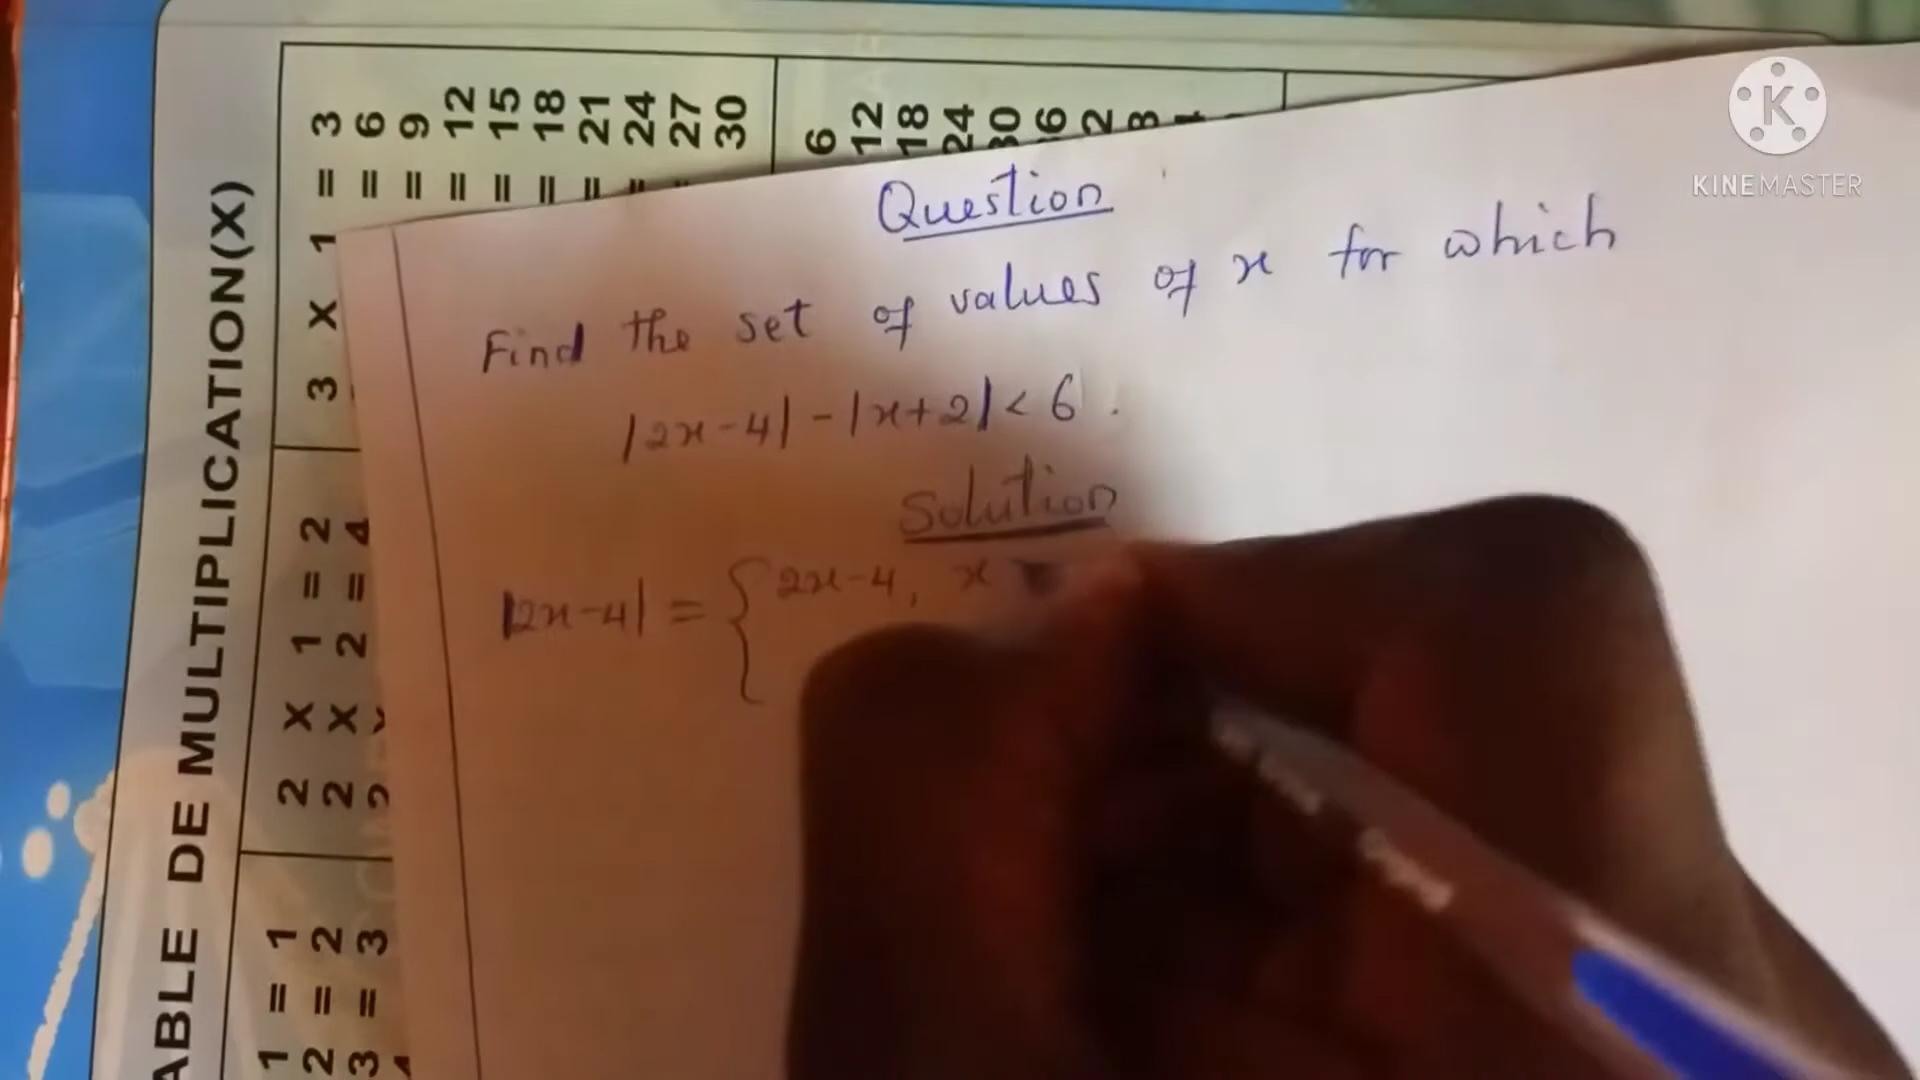 KINEMASTER
Question
Find the set of values of x for which
|2x-4| - |x+2| < 6.
Solution
|2x-4| = { 2x-4, x
TABLE DE MULTIPLICATION(X)
1 = 1
2 = 2
3 = 3
2 X 1 = 2
2 X 2 = 4
2
3 X 1 = 3
= 6
= 9
= 12
= 15
= 18
= 21
= 24
27
30
6
12
18
24